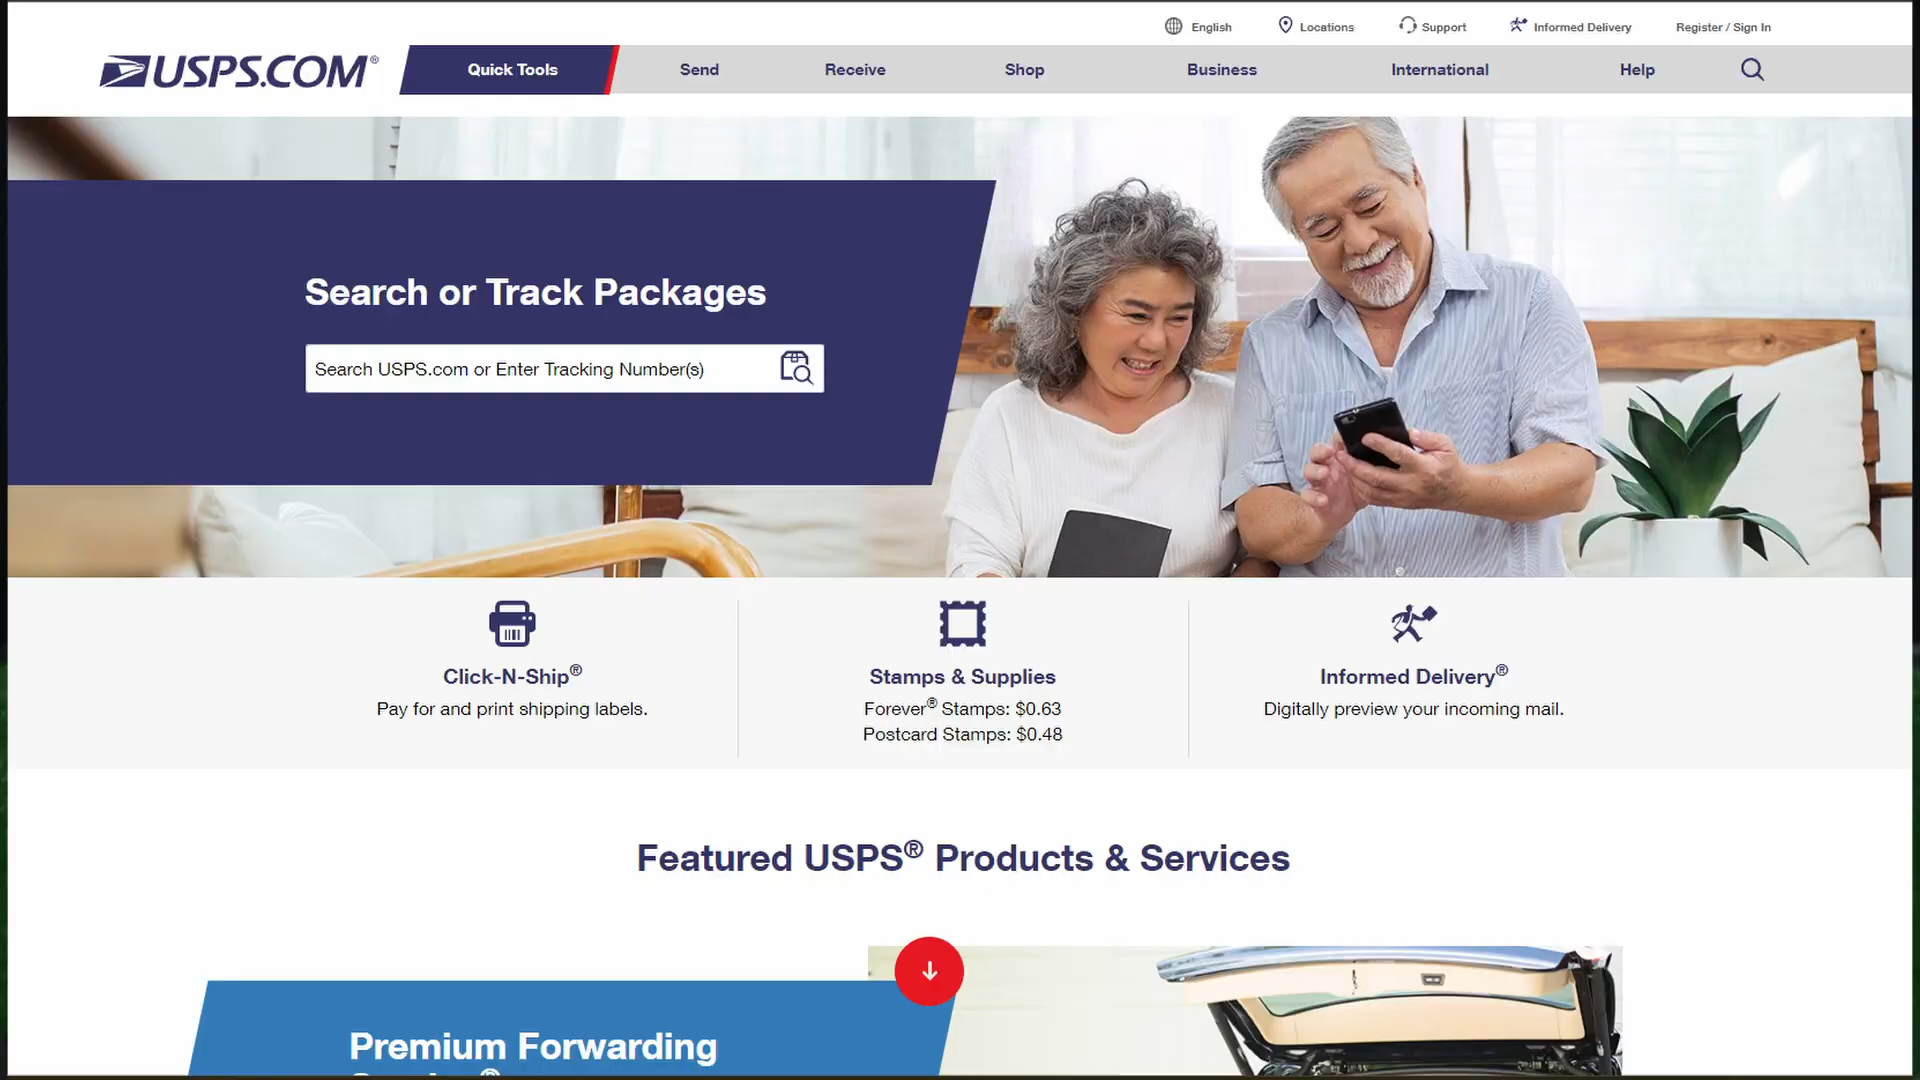 English
Locations
Support
Informed Delivery
Register / Sign In
USPS.COM®
Quick Tools
Send
Receive
Shop
Business
International
Help
Search or Track Packages
Search USPS.com or Enter Tracking Number(s)
Click-N-Ship®
Pay for and print shipping labels.
Stamps & Supplies
Forever® Stamps: $0.63
Postcard Stamps: $0.48
Informed Delivery®
Digitally preview your incoming mail.
Featured USPS® Products & Services
Premium Forwarding